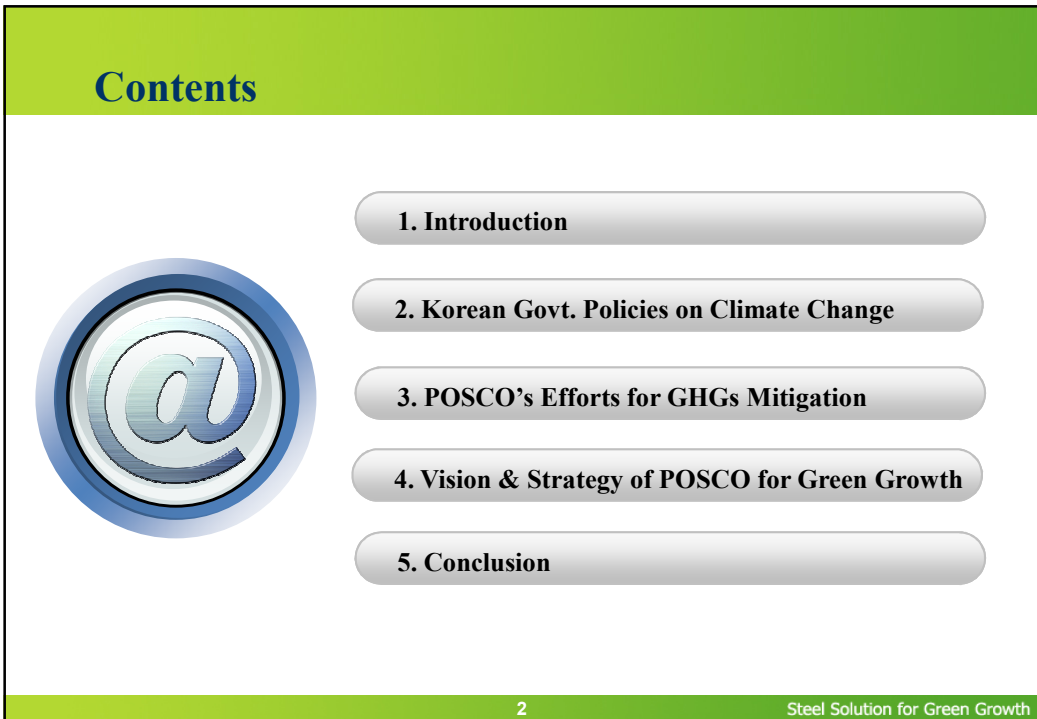 Contents
1. Introduction
2. Korean Govt. Policies on Climate Change
3. POSCO’s Efforts for GHGs Mitigation
4. Vision & Strategy of POSCO for Green Growth
5. Conclusion
@
2
Steel Solution for Green Growth